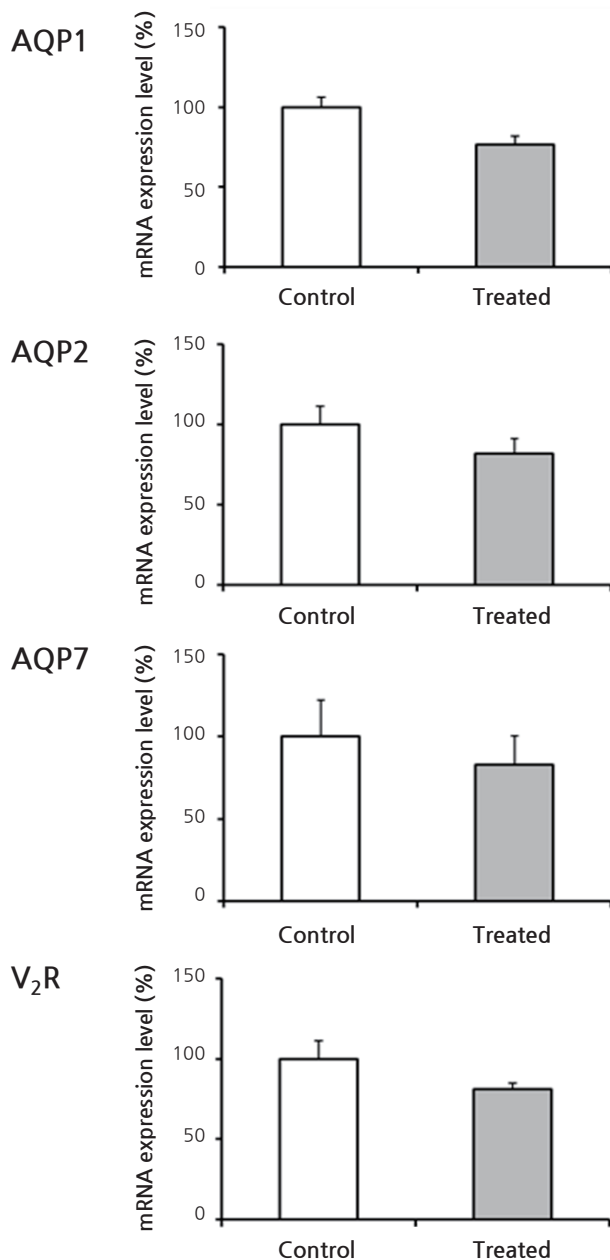 AQP1
mRNA expression level (%)
150
100
50
0
Control Treated
AQP2
mRNA expression level (%)
150
100
50
0
Control Treated
AQP7
mRNA expression level (%)
150
100
50
0
Control Treated
V₂R
mRNA expression level (%)
150
100
50
0
Control Treated